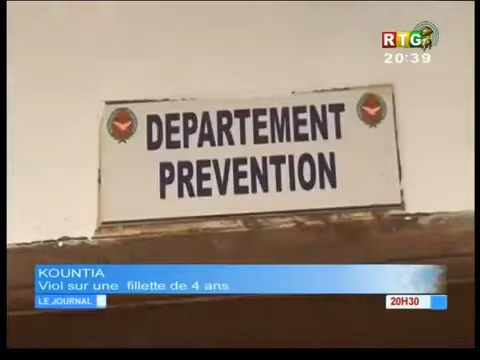 RTG
20:39
DEPARTEMENT
PREVENTION
KOUNTIA
Viol sur une fillette de 4 ans
LE JOURNAL
20H30